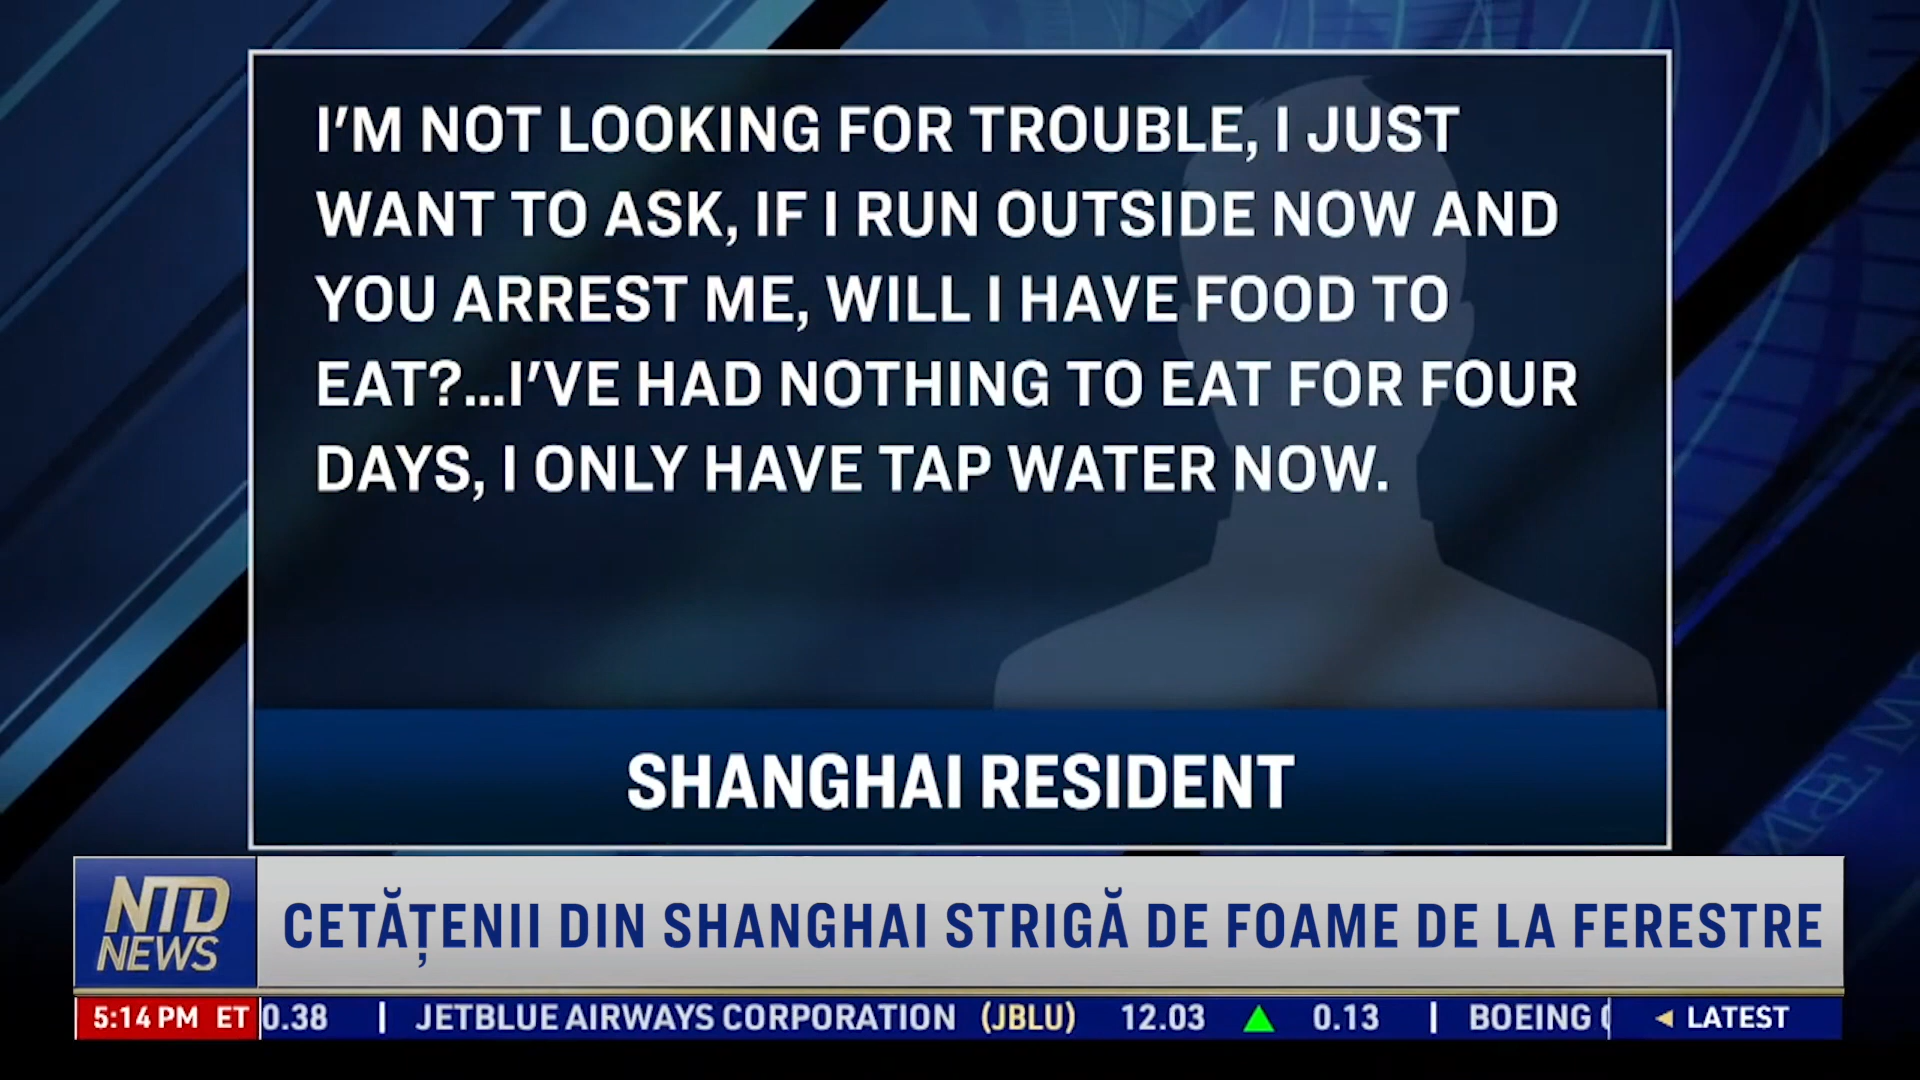 I'M NOT LOOKING FOR TROUBLE, I JUST
WANT TO ASK, IF I RUN OUTSIDE NOW AND
YOU ARREST ME, WILL I HAVE FOOD TO
EAT?...I'VE HAD NOTHING TO EAT FOR FOUR
DAYS, I ONLY HAVE TAP WATER NOW.
SHANGHAI RESIDENT
NTD
NEWS
CETĂȚENII DIN SHANGHAI STRIGĂ DE FOAME DE LA FERESTRE
5:14 PM ET 0.38 | JETBLUE AIRWAYS CORPORATION (JBLU) 12.03 ▲ 0.13 | BOEING ◄ LATEST